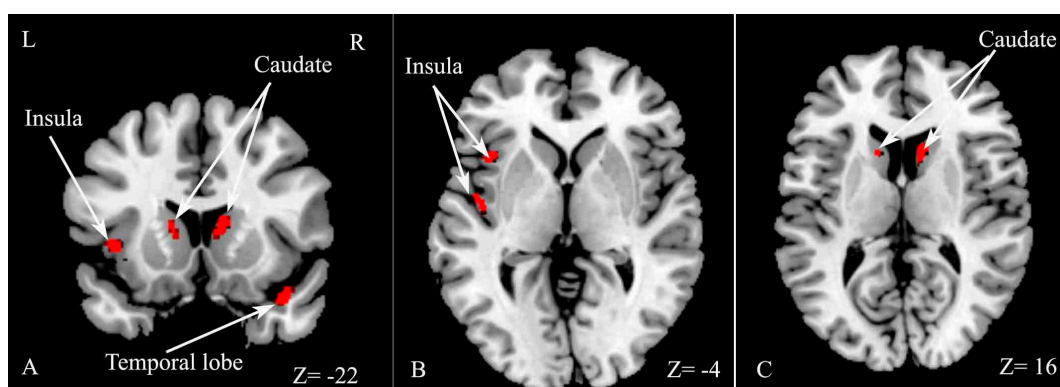 L
R
Caudate
Insula
Temporal lobe
A
Z= -22
Insula
B
Z= -4
Caudate
C
Z= 16